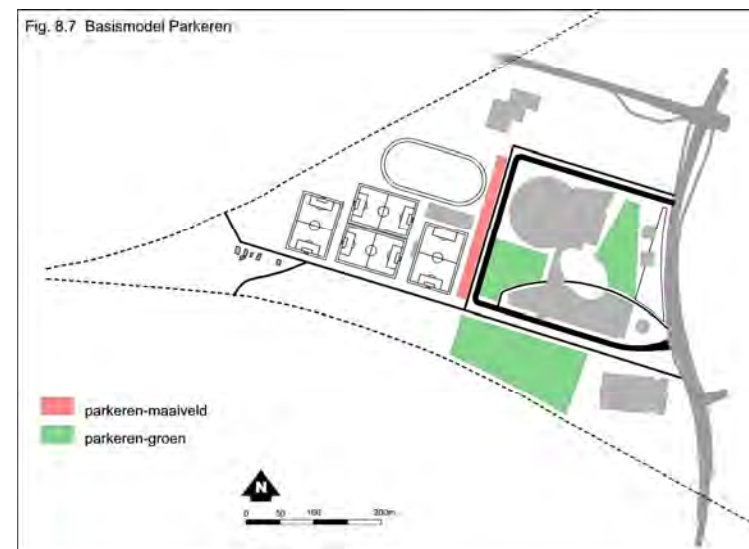 Fig. 8.7 Basismodel Parkeren
parkeren-maaiveld
parkeren-groen
N
0 50 100 200m